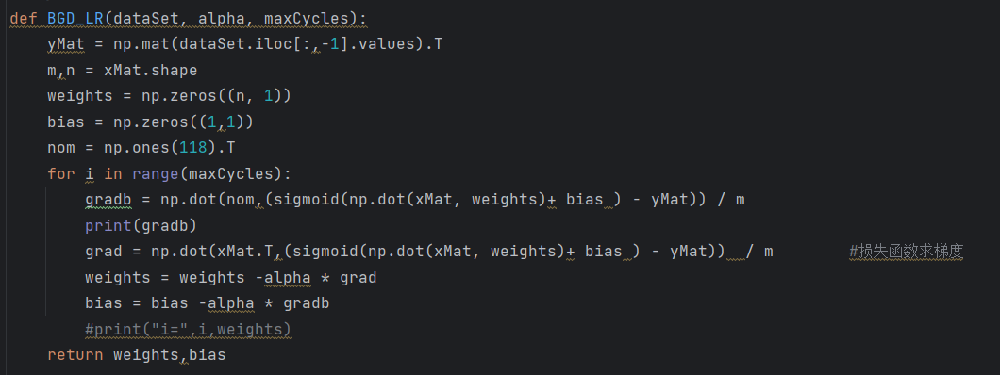 def BGD_LR(dataSet, alpha, maxCycles):
    yMat = np.mat(dataSet.iloc[:,-1].values).T
    m,n = xMat.shape
    weights = np.zeros((n, 1))
    bias = np.zeros((1,1))
    nom = np.ones(118).T
    for i in range(maxCycles):
        gradb = np.dot(nom,(sigmoid(np.dot(xMat, weights)+ bias ) - yMat)) / m
        print(gradb)
        grad = np.dot(xMat.T,(sigmoid(np.dot(xMat, weights)+ bias ) - yMat))  / m        #损失函数求梯度
        weights = weights -alpha * grad
        bias = bias -alpha * gradb
        #print("i=",i,weights)
    return weights,bias